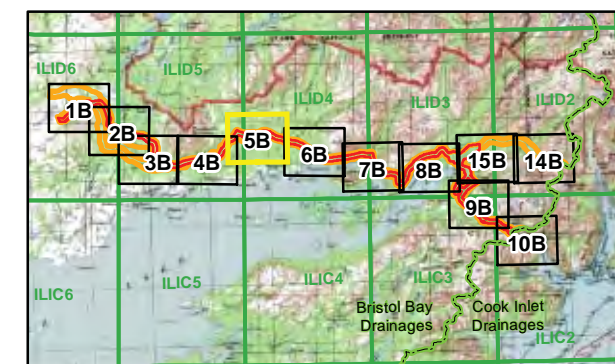 ILID6
ILID5
ILID4
ILID3
ILID2
1B
2B
3B
4B
5B
6B
7B
8B
15B
14B
9B
10B
ILIC6
ILIC5
ILIC4
ILIC3
ILIC2
Bristol Bay
Drainages
Cook Inlet
Drainages